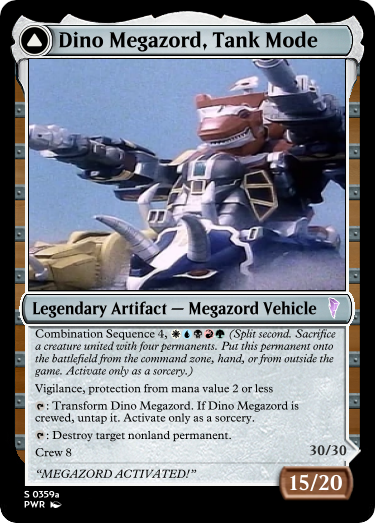 Dino Megazord, Tank Mode
Legendary Artifact — Megazord Vehicle
Combination Sequence 4, (Split second. Sacrifice
a creature united with four permanents. Put this permanent onto
the battlefield from the command zone, hand, or from outside the
game. Activate only as a sorcery.)
Vigilance, protection from mana value 2 or less
: Transform Dino Megazord. If Dino Megazord is
crewed, untap it. Activate only as a sorcery.
: Destroy target nonland permanent.
Crew 8
30/30
“MEGAZORD ACTIVATED!”
15/20
S 0359a
PWR